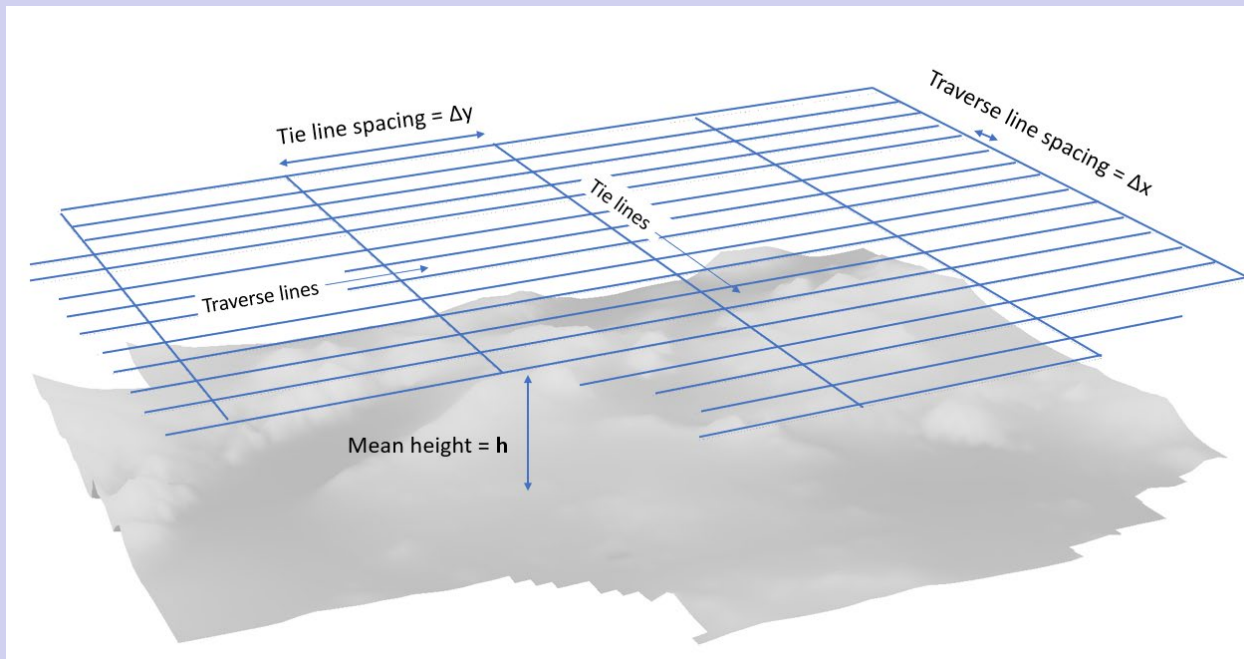 Tie line spacing = Δy
Traverse line spacing = Δx
Tie lines
Traverse lines
Mean height = h